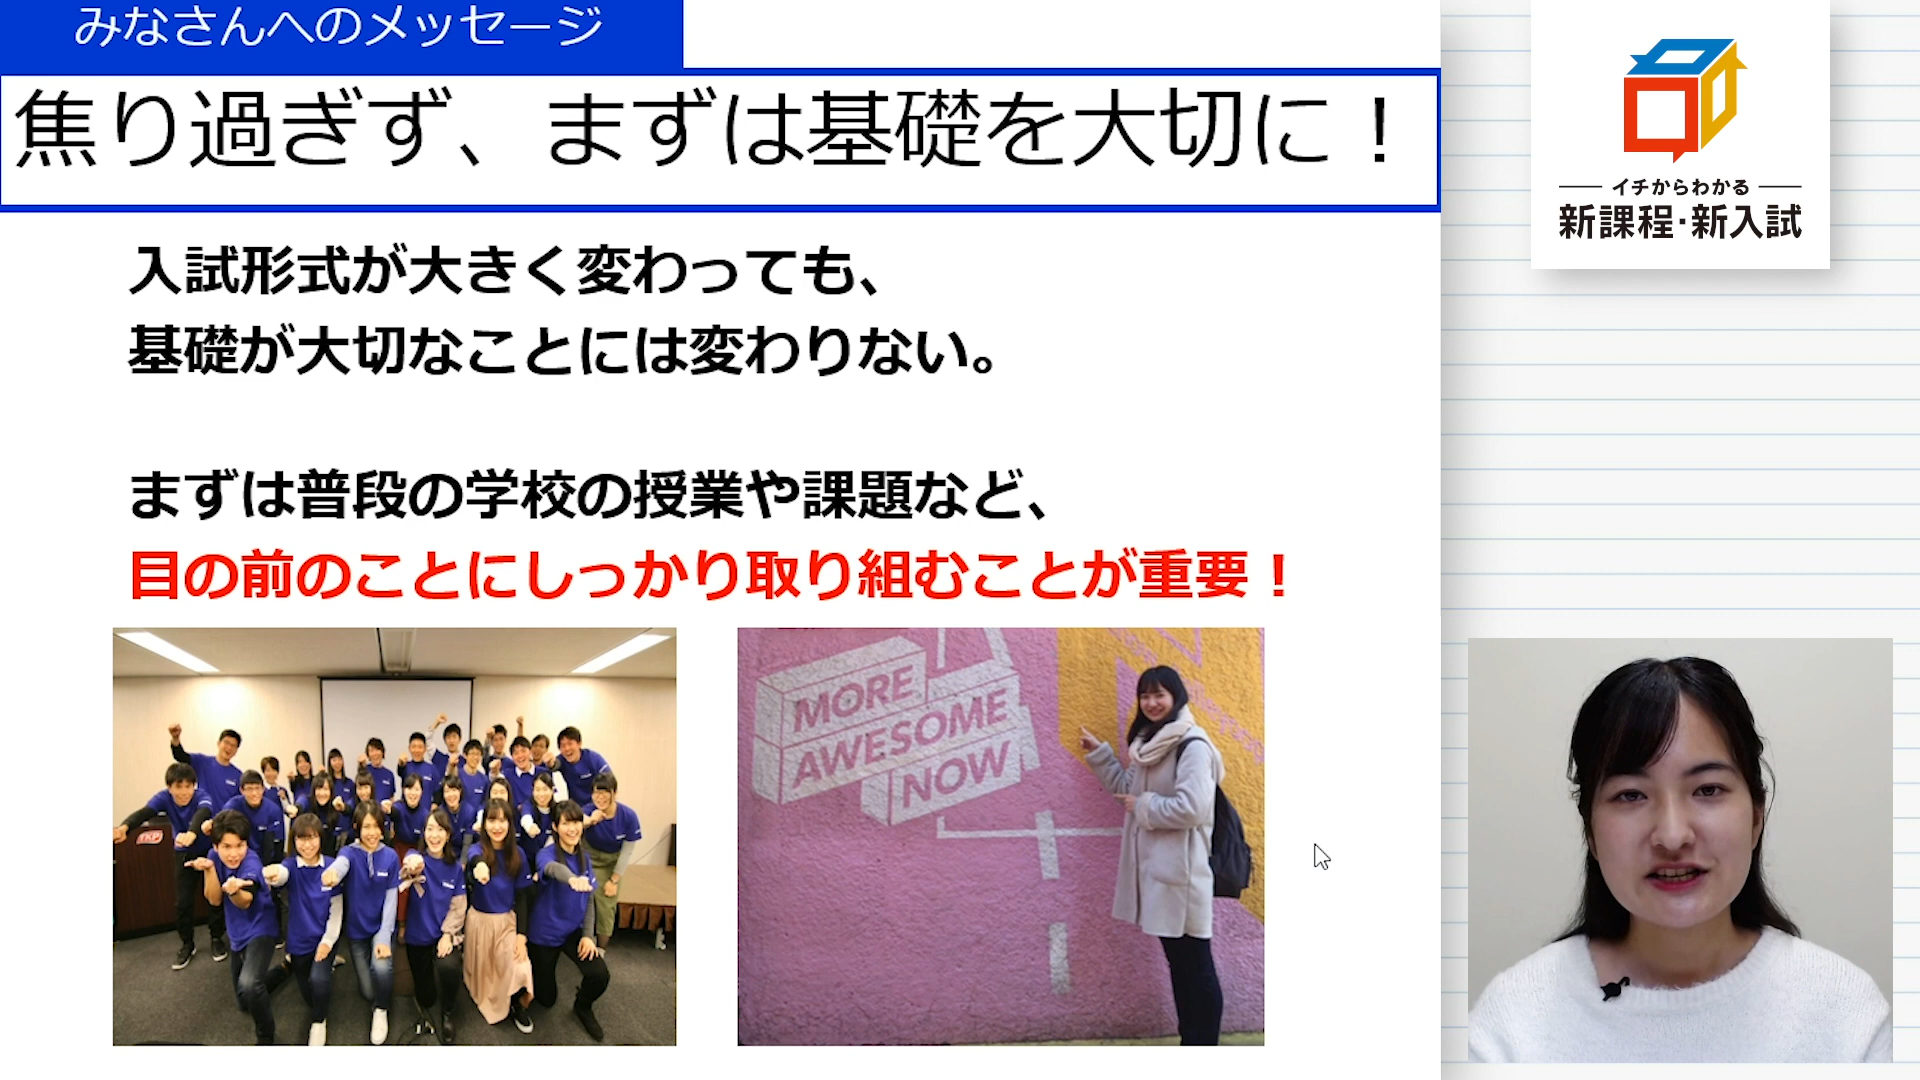 みなさんへのメッセージ
焦り過ぎず、まずは基礎を大切に！
入試形式が大きく変わっても、
基礎が大切なことには変わりない。
まずは普段の学校の授業や課題など、
目の前のことにしっかり取り組むことが重要！
MORE
AWESOME
NOW
TKP
イチからわかる
新課程・新入試